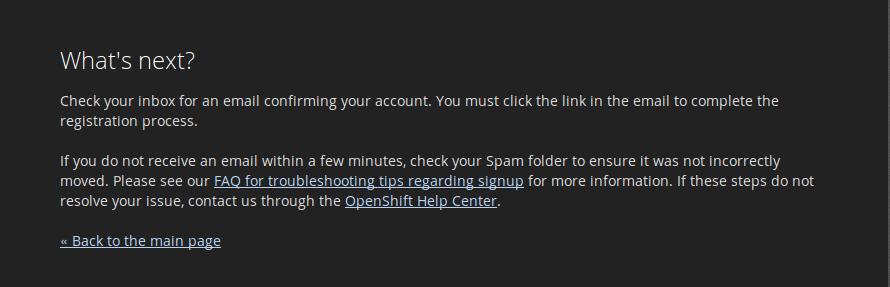 What's next?
Check your inbox for an email confirming your account. You must click the link in the email to complete the
registration process.
If you do not receive an email within a few minutes, check your Spam folder to ensure it was not incorrectly
moved. Please see our FAQ for troubleshooting tips regarding signup for more information. If these steps do not
resolve your issue, contact us through the OpenShift Help Center.
« Back to the main page